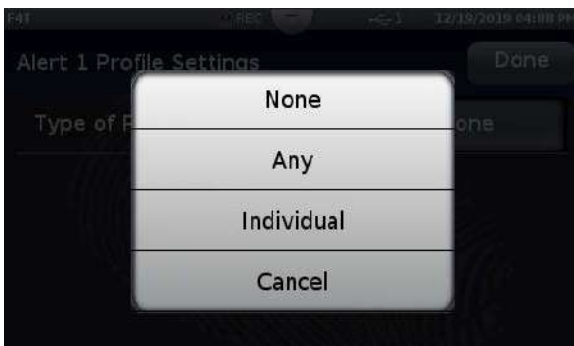 F4T REC 1 12/19/2019 04:08 PM
Alert 1 Profile Settings Done
None
Type of P one
Any
Individual
Cancel